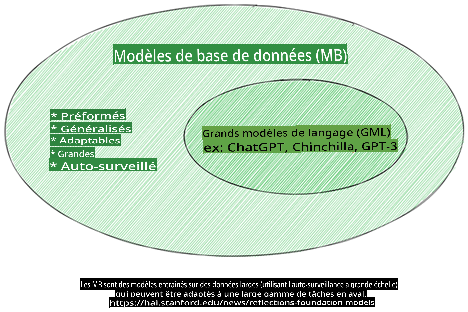 Modèles de base de données (MB)
* Préformés
* Généralisés
* Adaptables
* Grandes
* Auto-surveillé
Grands modèles de langage (GML)
ex: ChatGPT, Chinchilla, GPT-3
Les MB sont des modèles entraînés sur des données larges (utilisant l'auto-surveillance à grande échelle)
qui peuvent être adaptés à une large gamme de tâches en aval.
https://hai.stanford.edu/news/reflections-foundation-models